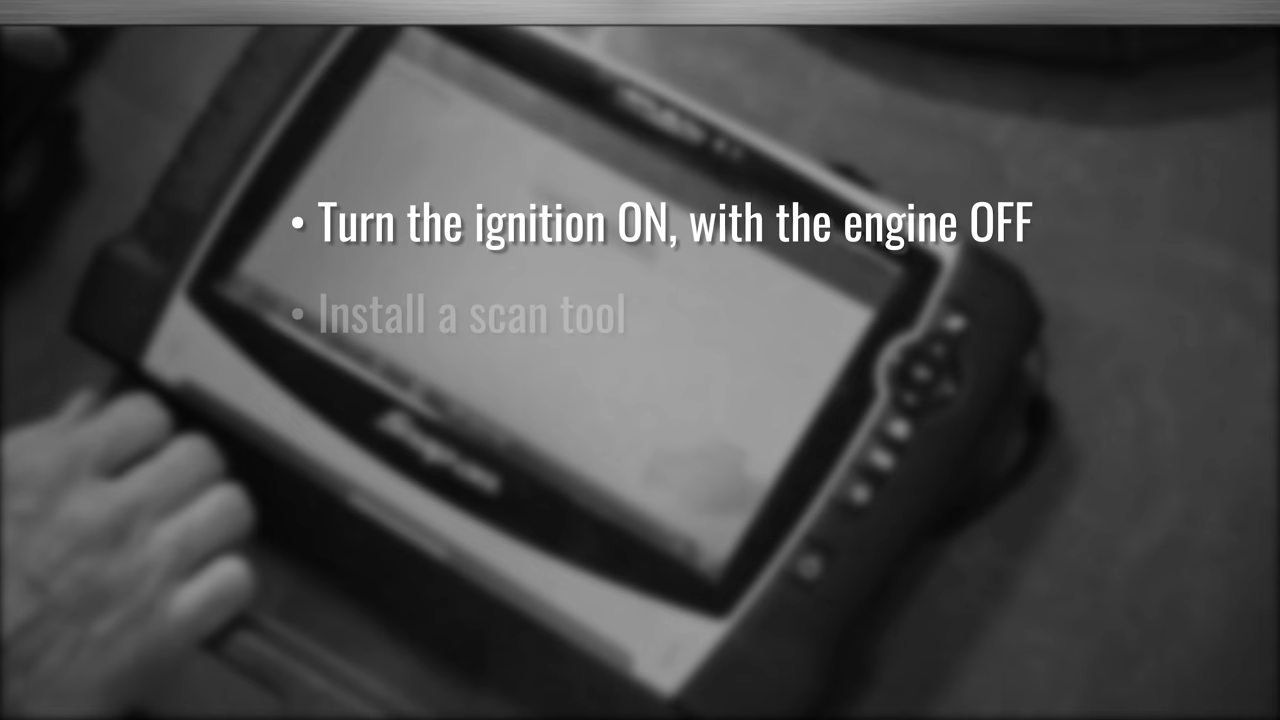 • Turn the ignition ON, with the engine OFF
• Install a scan tool